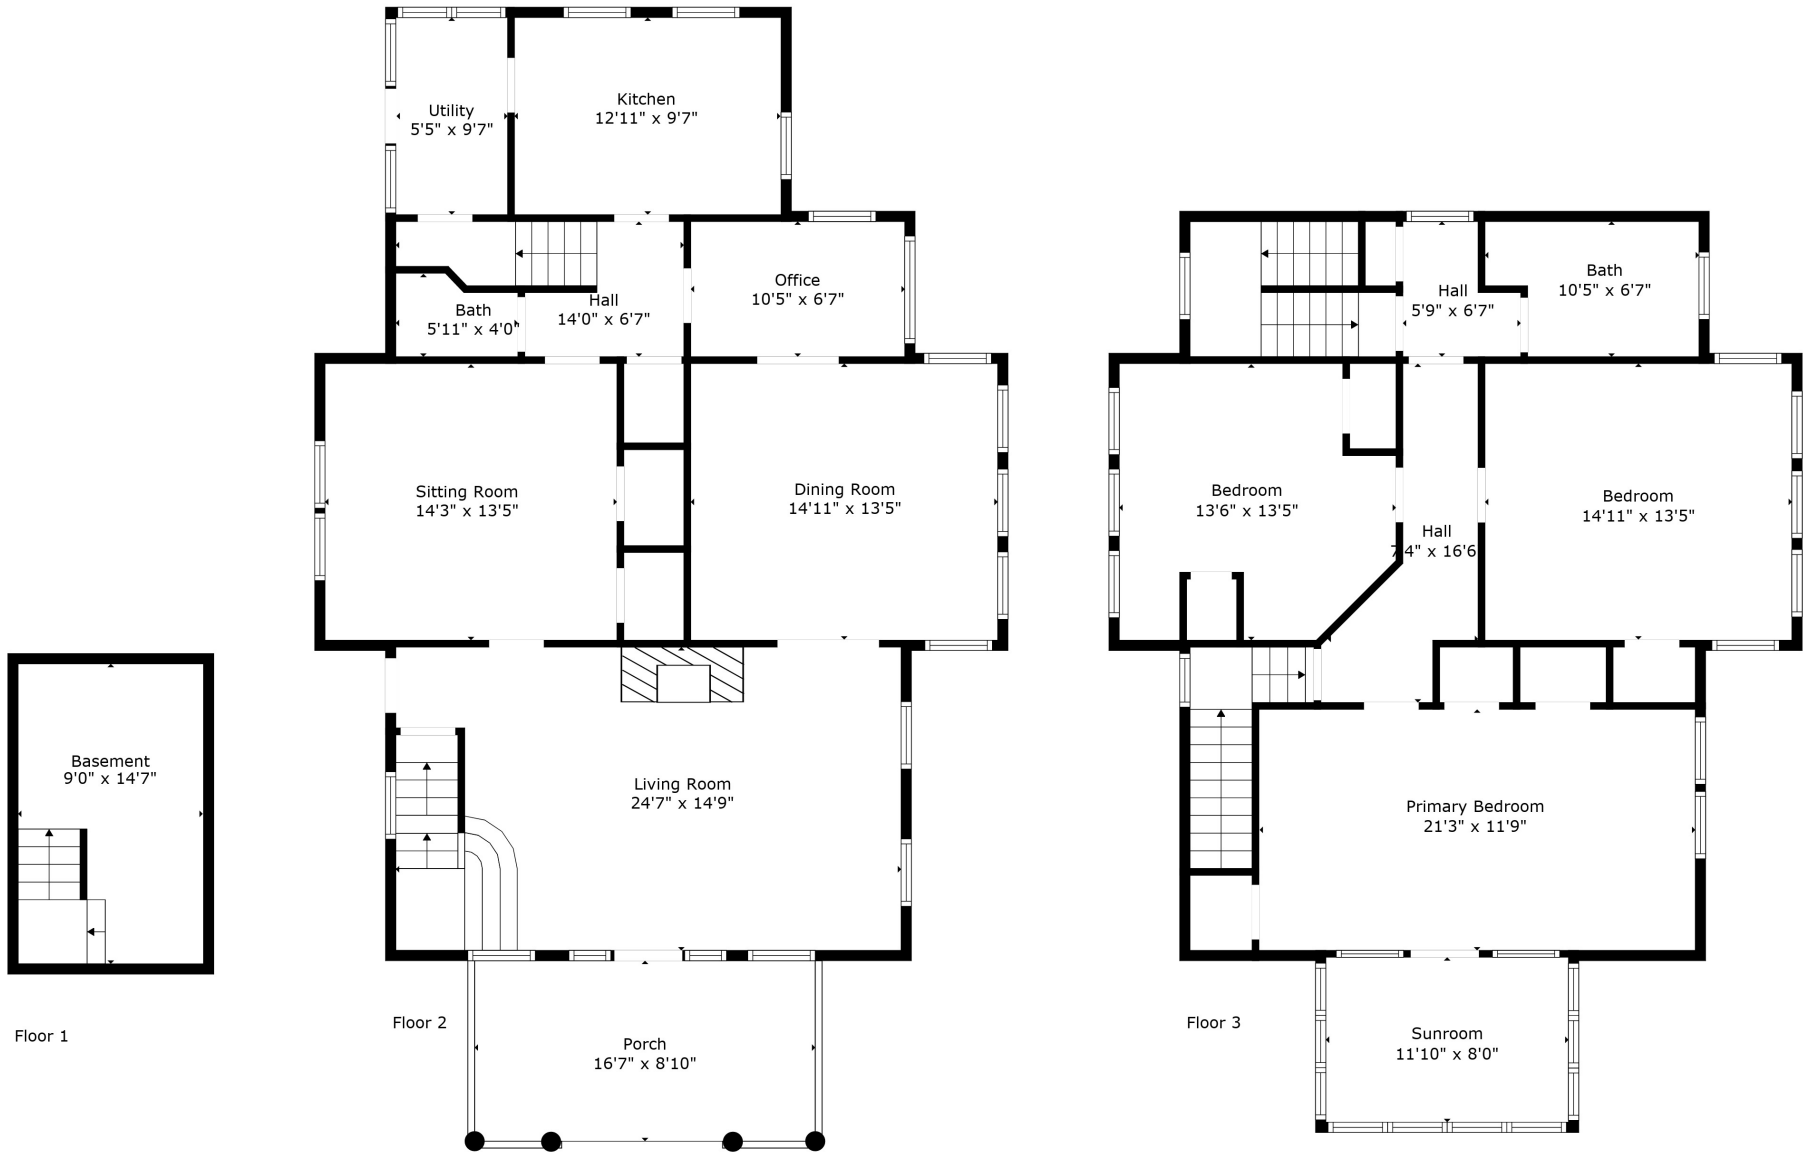 Utility
5'5" x 9'7"
Kitchen
12'11" x 9'7"
Office
10'5" x 6'7"
Hall
14'0" x 6'7"
Bath
5'11" x 4'0"
Sitting Room
14'3" x 13'5"
Dining Room
14'11" x 13'5"
Living Room
24'7" x 14'9"
Porch
16'7" x 8'10"
Floor 2
Basement
9'0" x 14'7"
Floor 1
Bath
10'5" x 6'7"
Hall
5'9" x 6'7"
Bedroom
13'6" x 13'5"
Hall
7'4" x 16'6
Bedroom
14'11" x 13'5"
Primary Bedroom
21'3" x 11'9"
Sunroom
11'10" x 8'0"
Floor 3